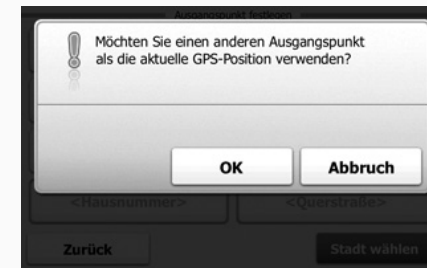 Ausgangspunkt festlegen
Möchten Sie einen anderen Ausgangspunkt
als die aktuelle GPS-Position verwenden?
OK Abbruch
<Hausnummer> <Querstraße>
Zurück Stadt wählen